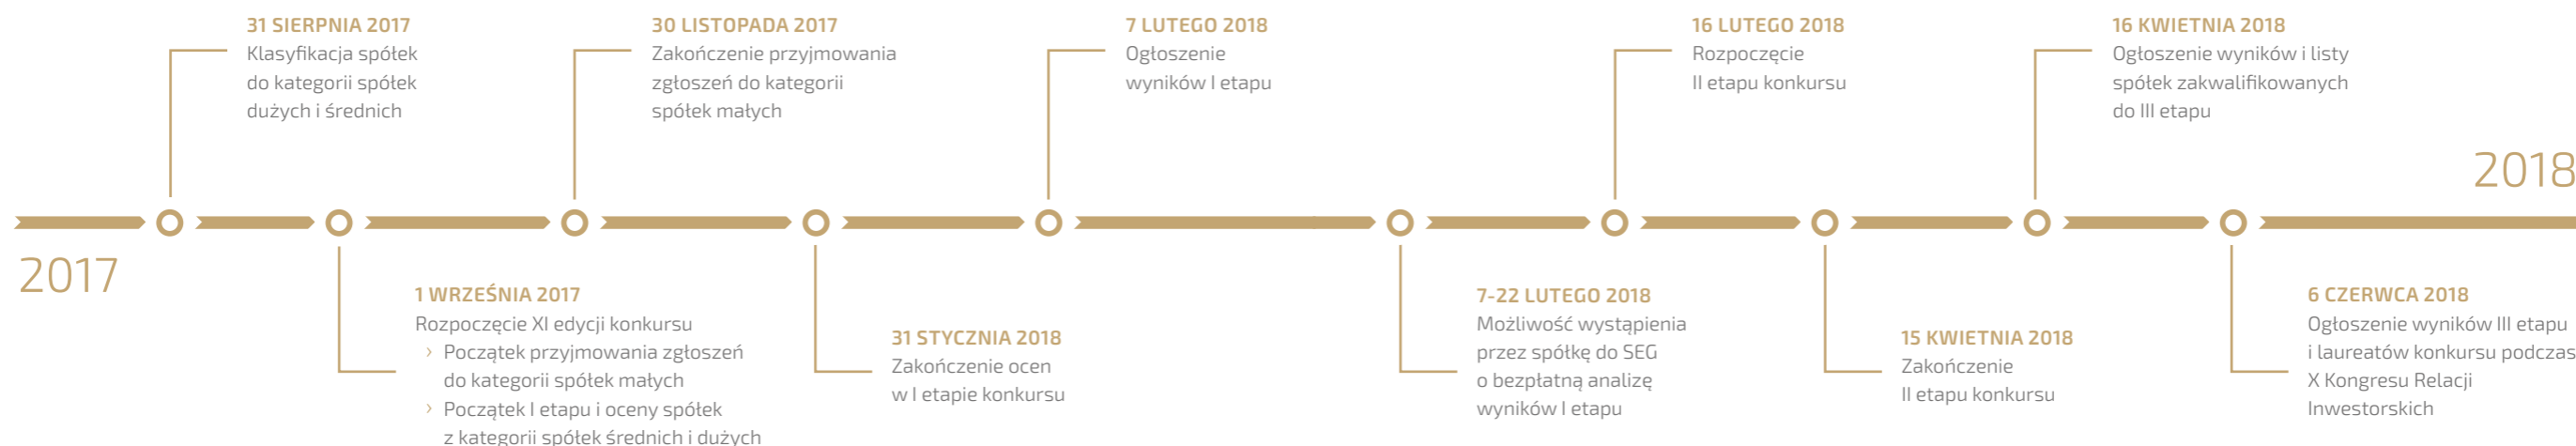 31 SIERPNIA 2017
Klasyfikacja spółek
do kategorii spółek
dużych i średnich
30 LISTOPADA 2017
Zakończenie przyjmowania
zgłoszeń do kategorii
spółek małych
7 LUTEGO 2018
Ogłoszenie
wyników I etapu
16 LUTEGO 2018
Rozpoczęcie
II etapu konkursu
16 KWIETNIA 2018
Ogłoszenie wyników i listy
spółek zakwalifikowanych
do III etapu
2018
2017
1 WRZEŚNIA 2017
Rozpoczęcie XI edycji konkursu
› Początek przyjmowania zgłoszeń
do kategorii spółek małych
› Początek I etapu i oceny spółek
z kategorii spółek średnich i dużych
31 STYCZNIA 2018
Zakończenie ocen
w I etapie konkursu
7-22 LUTEGO 2018
Możliwość wystąpienia
przez spółkę do SEG
o bezpłatną analizę
wyników I etapu
15 KWIETNIA 2018
Zakończenie
II etapu konkursu
6 CZERWCA 2018
Ogłoszenie wyników III etapu
i laureatów konkursu podczas
X Kongresu Relacji
Inwestorskich